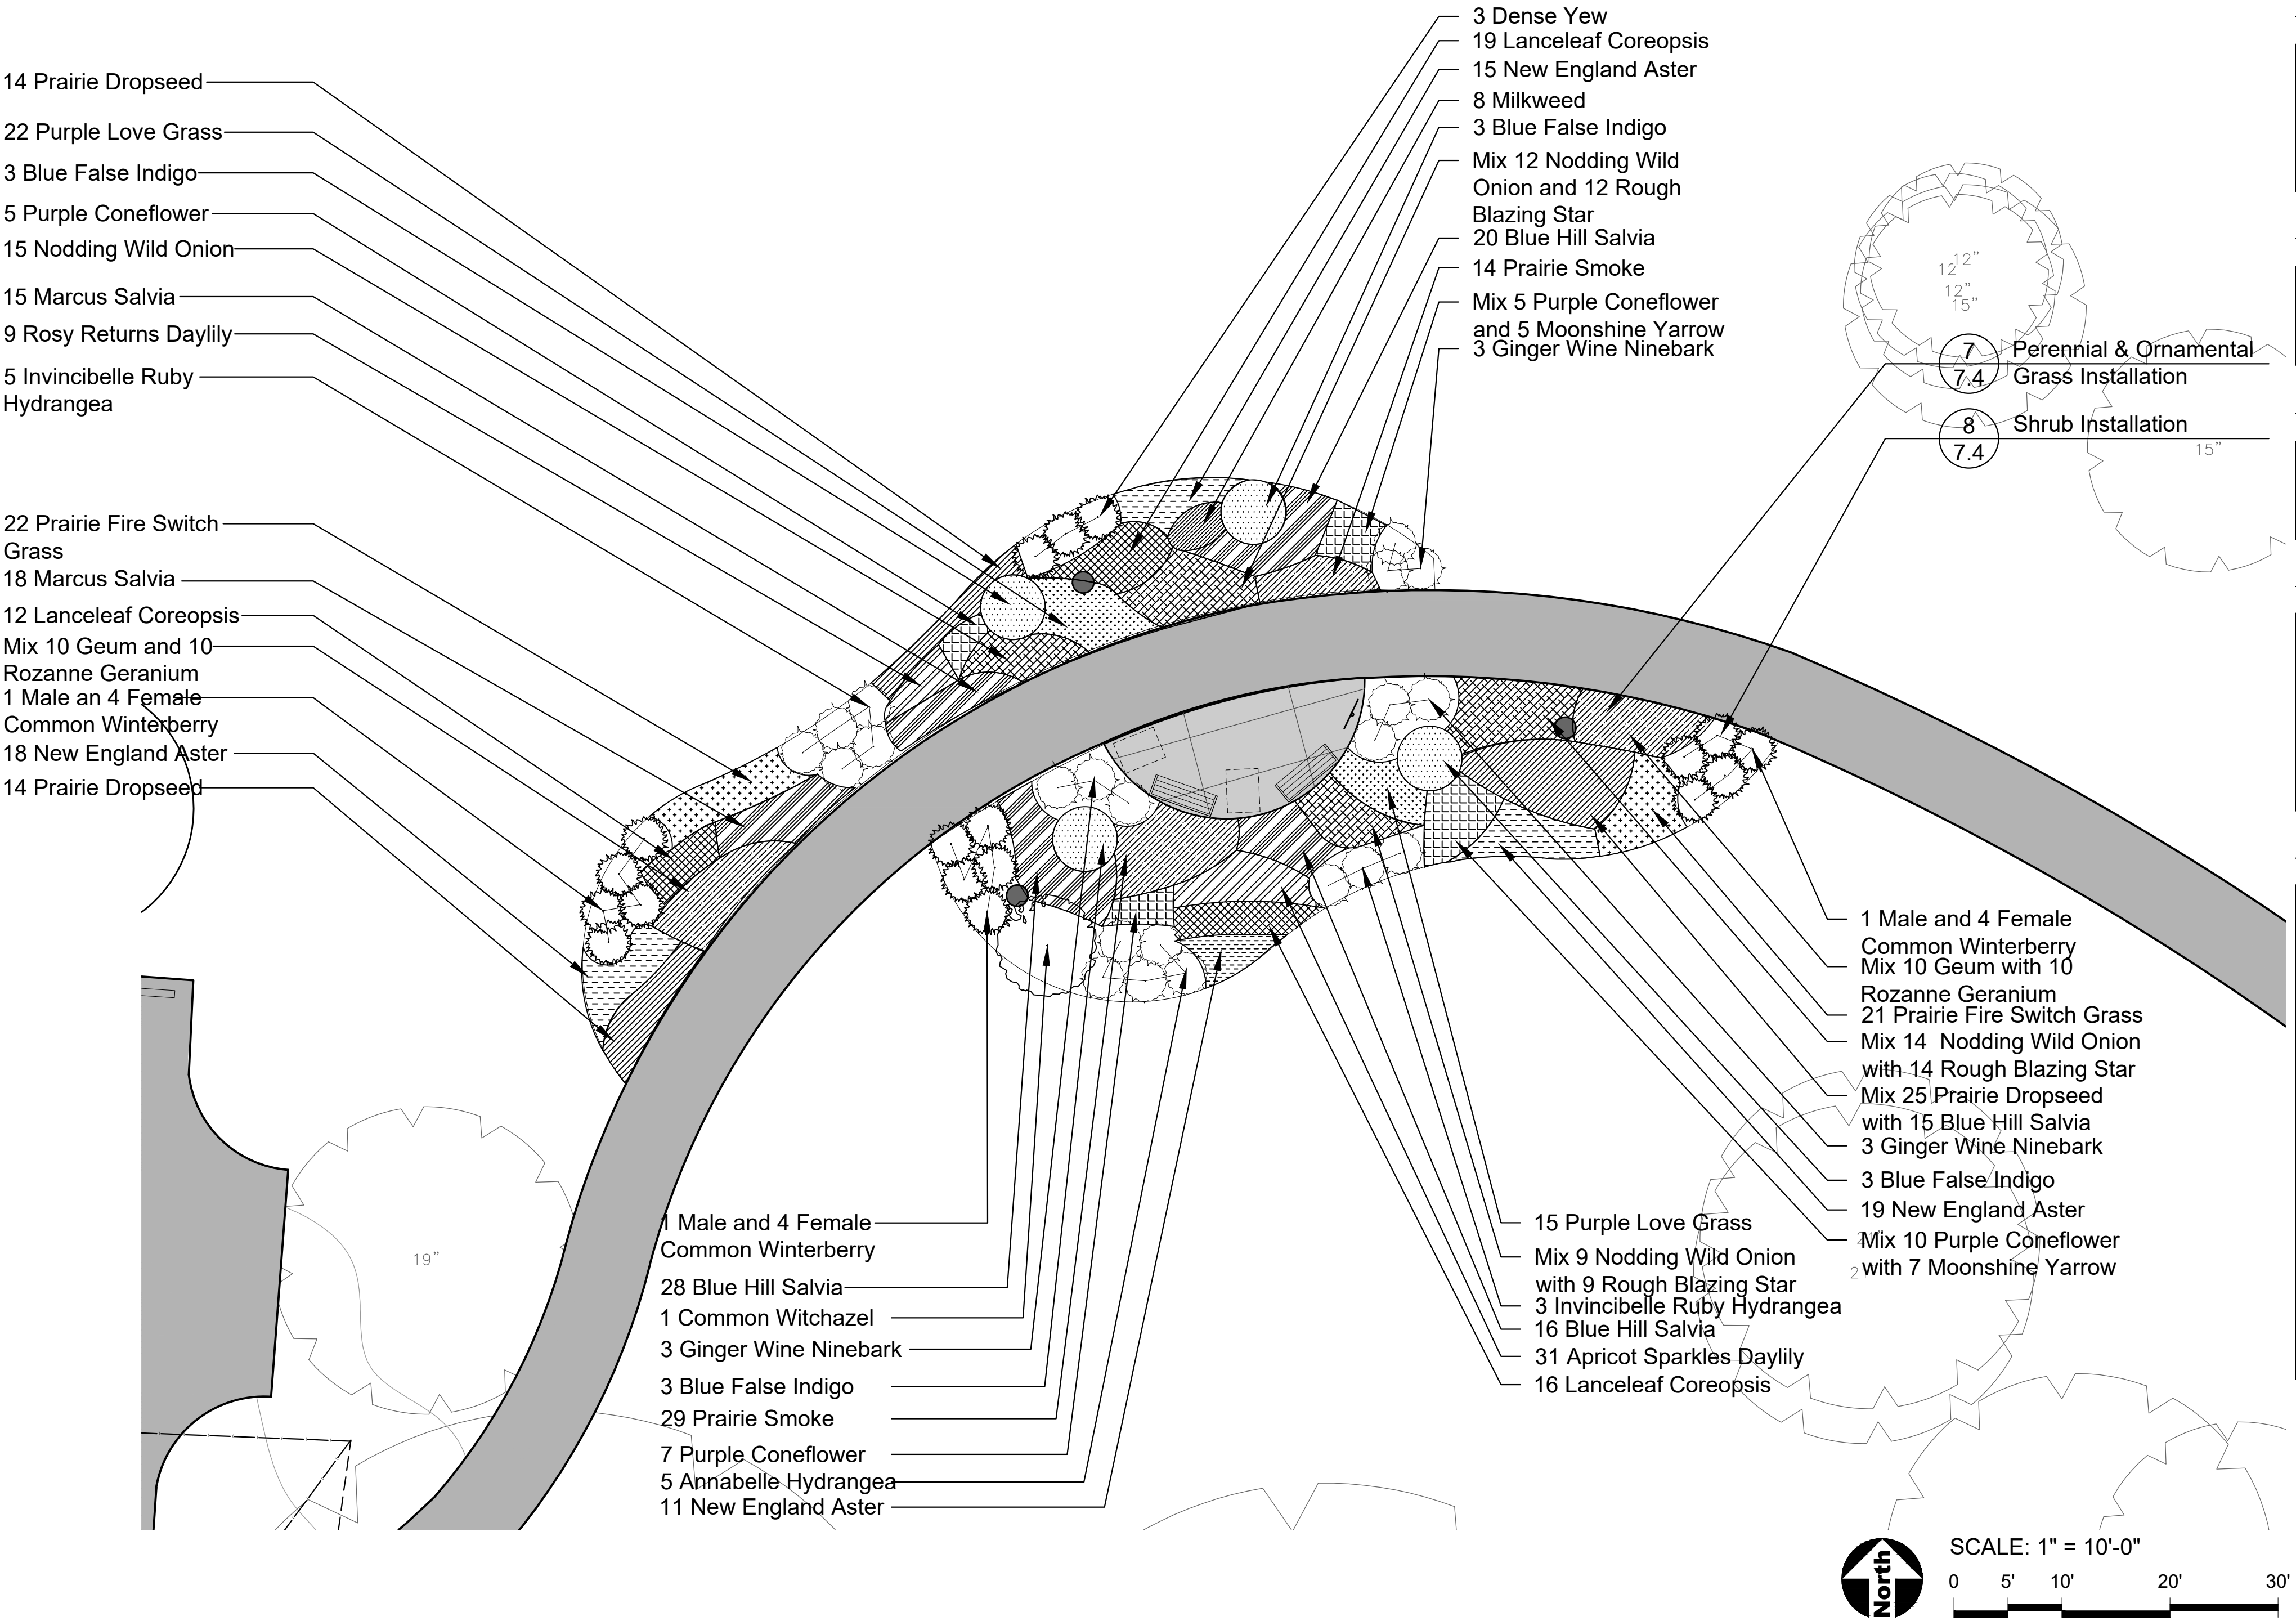 14 Prairie Dropseed
22 Purple Love Grass
3 Blue False Indigo
5 Purple Coneflower
15 Nodding Wild Onion
15 Marcus Salvia
9 Rosy Returns Daylily
5 Invincibelle Ruby
Hydrangea
22 Prairie Fire Switch
Grass
18 Marcus Salvia
12 Lanceleaf Coreopsis
Mix 10 Geum and 10
Rozanne Geranium
1 Male an 4 Female
Common Winterberry
18 New England Aster
14 Prairie Dropseed
3 Dense Yew
19 Lanceleaf Coreopsis
15 New England Aster
8 Milkweed
3 Blue False Indigo
Mix 12 Nodding Wild
Onion and 12 Rough
Blazing Star
20 Blue Hill Salvia
14 Prairie Smoke
Mix 5 Purple Coneflower
and 5 Moonshine Yarrow
3 Ginger Wine Ninebark
12"
12
12"
15"
7
7.4
Perennial & Ornamental
Grass Installation
8
7.4
Shrub Installation
15"
1 Male and 4 Female
Common Winterberry
Mix 10 Geum with 10
Rozanne Geranium
21 Prairie Fire Switch Grass
Mix 14 Nodding Wild Onion
with 14 Rough Blazing Star
Mix 25 Prairie Dropseed
with 15 Blue Hill Salvia
3 Ginger Wine Ninebark
3 Blue False Indigo
19 New England Aster
Mix 10 Purple Coneflower
with 7 Moonshine Yarrow
19"
1 Male and 4 Female
Common Winterberry
28 Blue Hill Salvia
1 Common Witchazel
3 Ginger Wine Ninebark
3 Blue False Indigo
29 Prairie Smoke
7 Purple Coneflower
5 Annabelle Hydrangea
11 New England Aster
15 Purple Love Grass
Mix 9 Nodding Wild Onion
with 9 Rough Blazing Star
3 Invincibelle Ruby Hydrangea
16 Blue Hill Salvia
31 Apricot Sparkles Daylily
16 Lanceleaf Coreopsis
North
SCALE: 1" = 10'-0"
0 5' 10' 20' 30'